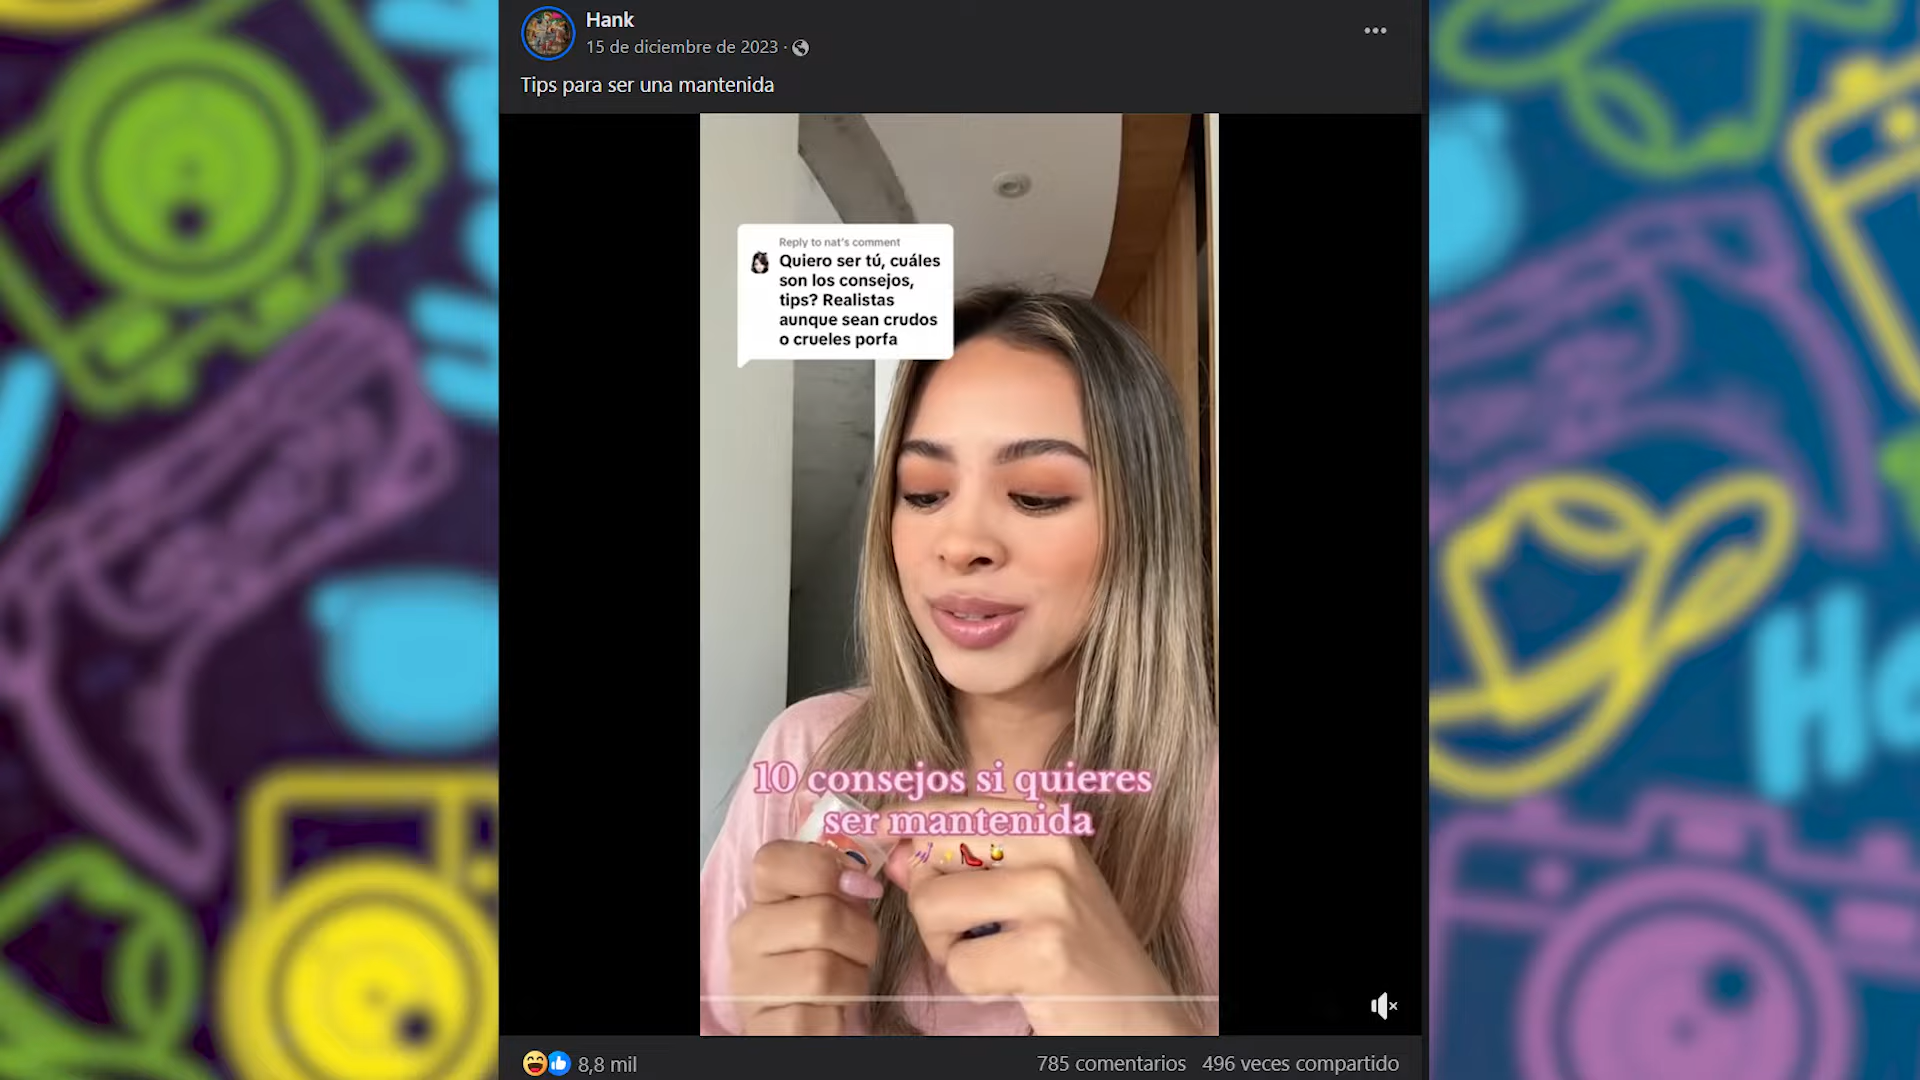 Hank
15 de diciembre de 2023 ·
Tips para ser una mantenida
Reply to nat's comment
Quiero ser tú, cuáles
son los consejos,
tips? Realistas
aunque sean crudos
o crueles porfa
10 consejos si quieres
ser mantenida
8,8 mil
785 comentarios 496 veces compartido